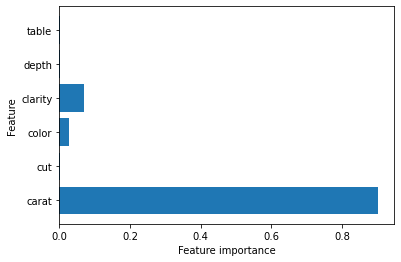 table
depth
clarity
color
cut
carat
Feature
0.0 0.2 0.4 0.6 0.8
Feature importance